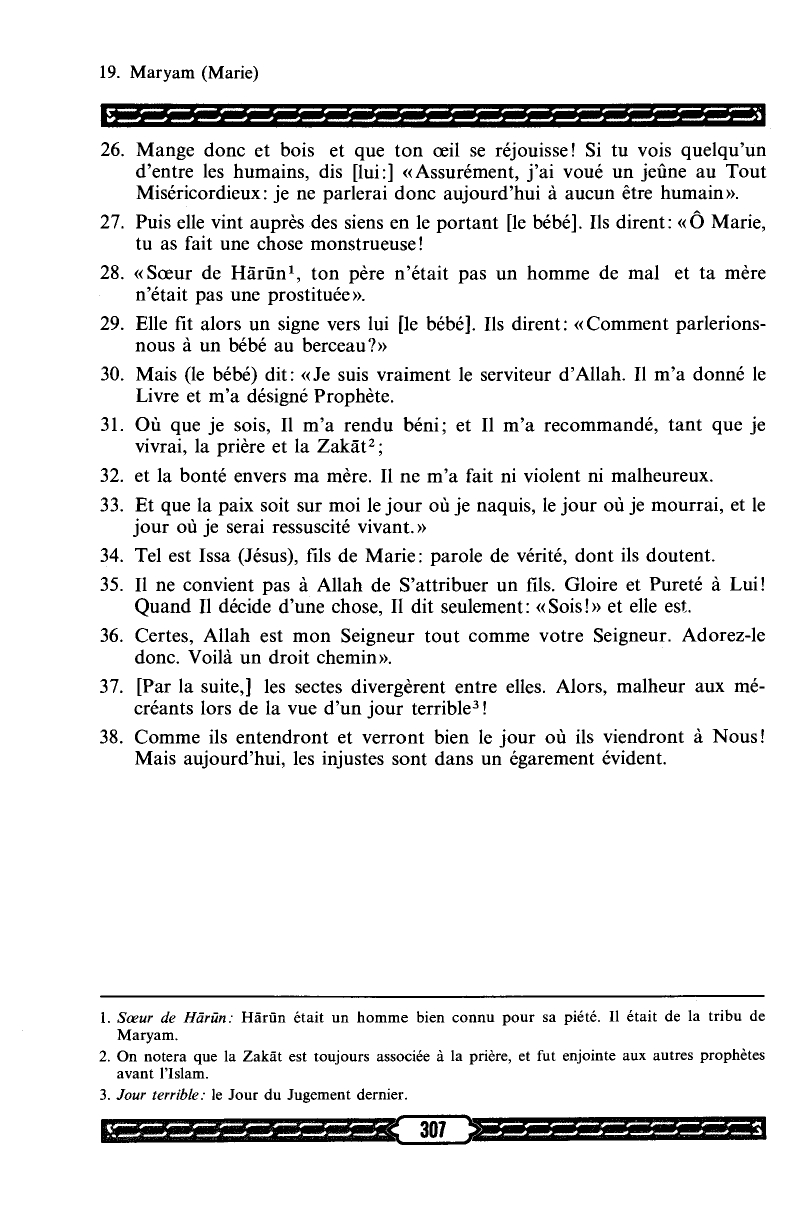 19. Maryam (Marie)
26. Mange donc et bois et que ton œil se réjouisse! Si tu vois quelqu'un
d'entre les humains, dis [lui:] «Assurément, j'ai voué un jeûne au Tout
Miséricordieux: je ne parlerai donc aujourd'hui à aucun être humain».
27. Puis elle vint auprès des siens en le portant [le bébé]. Ils dirent: «Ô Marie,
tu as fait une chose monstrueuse!
28. «Sœur de Hārūn¹, ton père n'était pas un homme de mal et ta mère
n'était pas une prostituée».
29. Elle fit alors un signe vers lui [le bébé]. Ils dirent: «Comment parlerions-
nous à un bébé au berceau?»
30. Mais (le bébé) dit: «Je suis vraiment le serviteur d'Allah. Il m'a donné le
Livre et m'a désigné Prophète.
31. Où que je sois, Il m'a rendu béni; et Il m'a recommandé, tant que je
vivrai, la prière et la Zakāt²;
32. et la bonté envers ma mère. Il ne m'a fait ni violent ni malheureux.
33. Et que la paix soit sur moi le jour où je naquis, le jour où je mourrai, et le
jour où je serai ressuscité vivant.»
34. Tel est Issa (Jésus), fils de Marie: parole de vérité, dont ils doutent.
35. Il ne convient pas à Allah de S'attribuer un fils. Gloire et Pureté à Lui!
Quand Il décide d'une chose, Il dit seulement: «Sois!» et elle est.
36. Certes, Allah est mon Seigneur tout comme votre Seigneur. Adorez-le
donc. Voilà un droit chemin».
37. [Par la suite,] les sectes divergèrent entre elles. Alors, malheur aux mé-
créants lors de la vue d'un jour terrible³!
38. Comme ils entendront et verront bien le jour où ils viendront à Nous!
Mais aujourd'hui, les injustes sont dans un égarement évident.
1. Sœur de Hārūn: Hārūn était un homme bien connu pour sa piété. Il était de la tribu de
Maryam.
2. On notera que la Zakāt est toujours associée à la prière, et fut enjointe aux autres prophètes
avant l'Islam.
3. Jour terrible: le Jour du Jugement dernier.
307